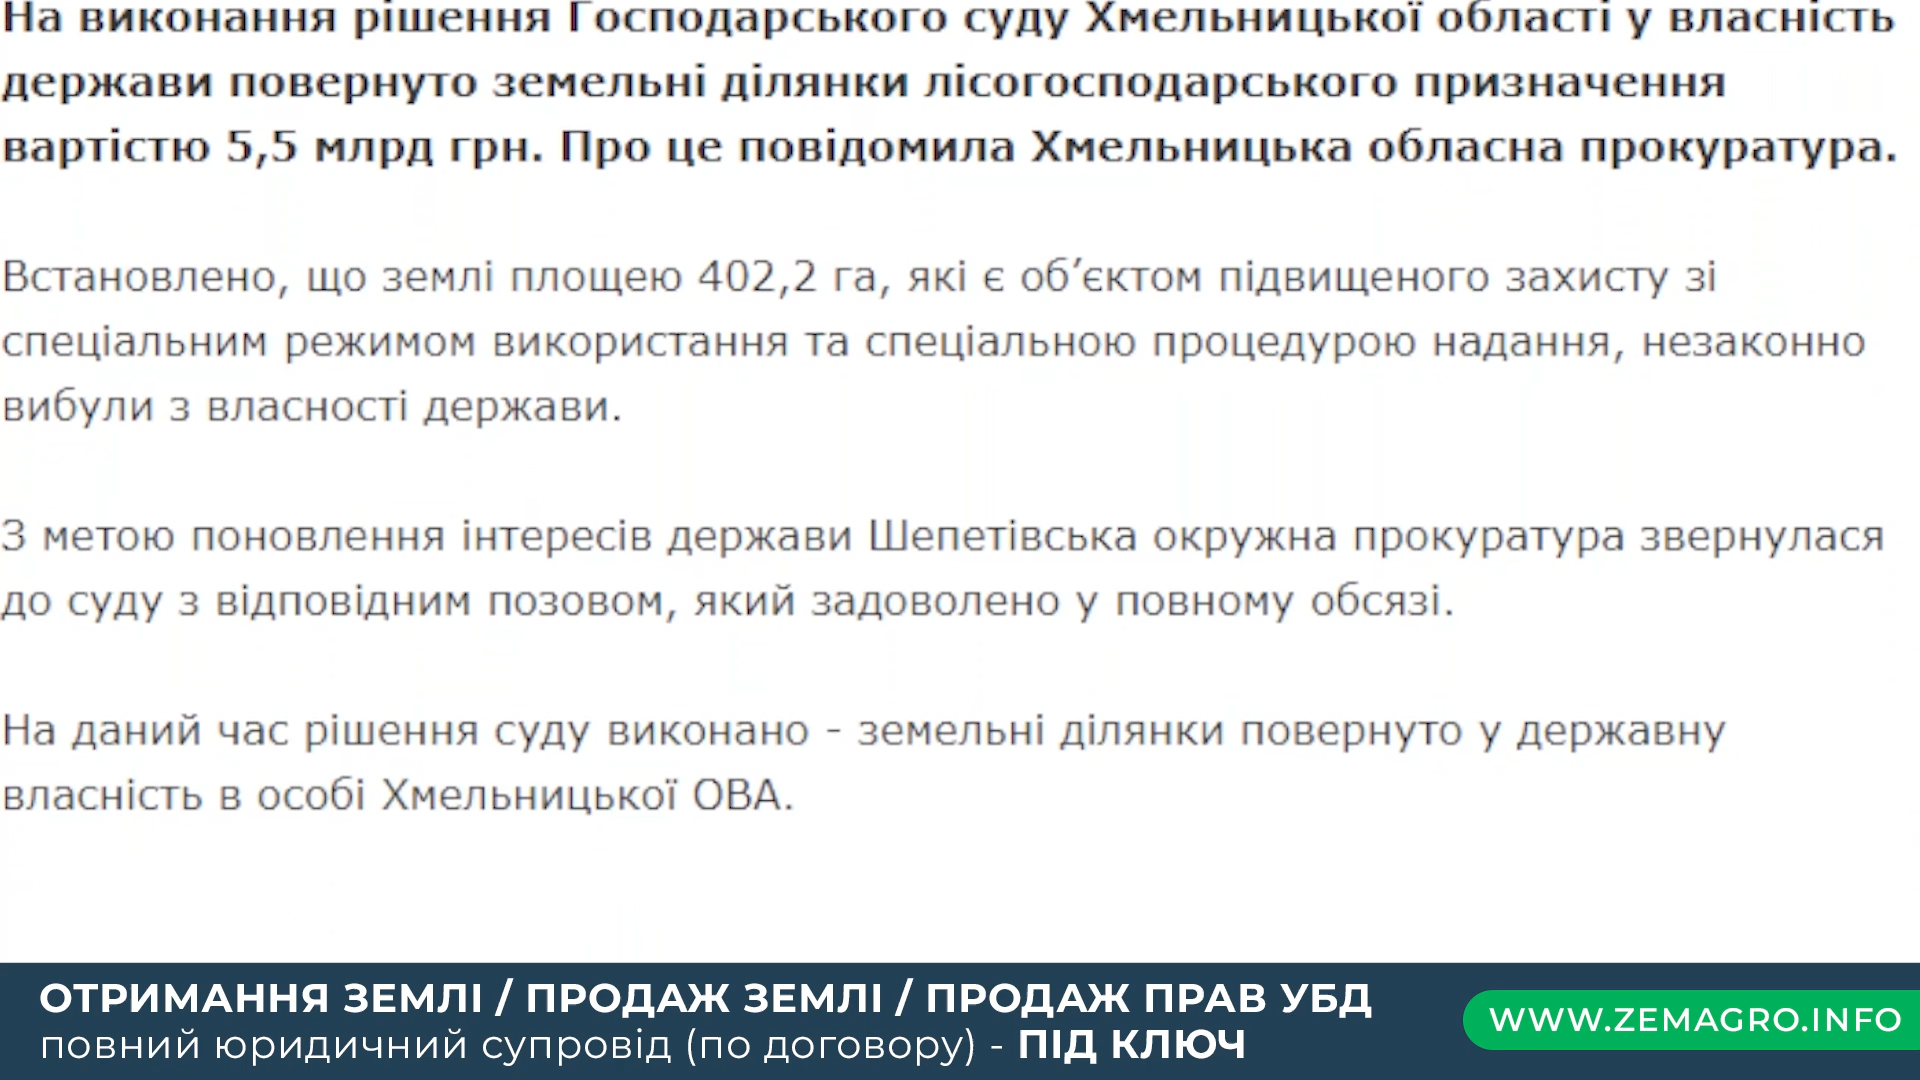 На виконання рішення Господарського суду Хмельницької області у власність
держави повернуто земельні ділянки лісогосподарського призначення
вартістю 5,5 млрд грн. Про це повідомила Хмельницька обласна прокуратура.
Встановлено, що землі площею 402,2 га, які є об’єктом підвищеного захисту зі
спеціальним режимом використання та спеціальною процедурою надання, незаконно
вибули з власності держави.
З метою поновлення інтересів держави Шепетівська окружна прокуратура звернулася
до суду з відповідним позовом, який задоволено у повному обсязі.
На даний час рішення суду виконано - земельні ділянки повернуто у державну
власність в особі Хмельницької ОВА.
ОТРИМАННЯ ЗЕМЛІ / ПРОДАЖ ЗЕМЛІ / ПРОДАЖ ПРАВ УБД
повний юридичний супровід (по договору) - ПІД КЛЮЧ
WWW.ZEMAGRO.INFO